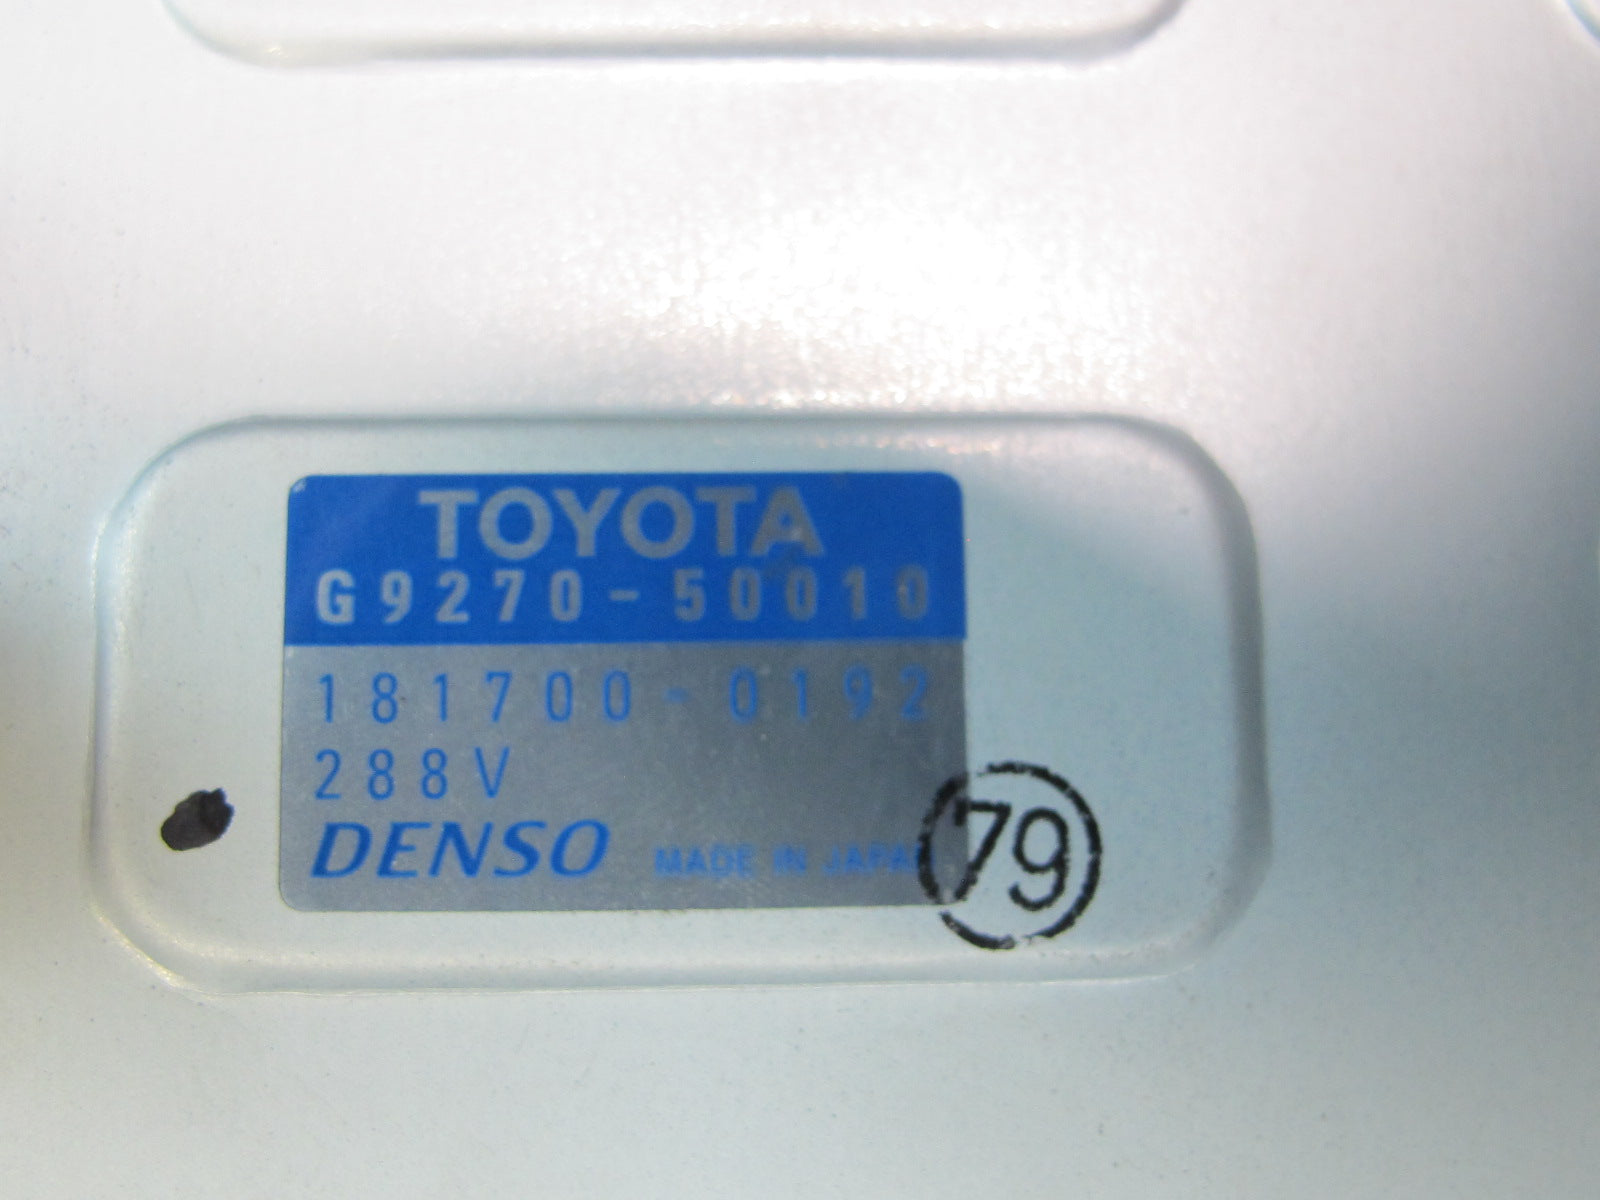 TOYOTA
G9270-50010
181700-0192
288V
DENSO MADE IN JAPAN
79